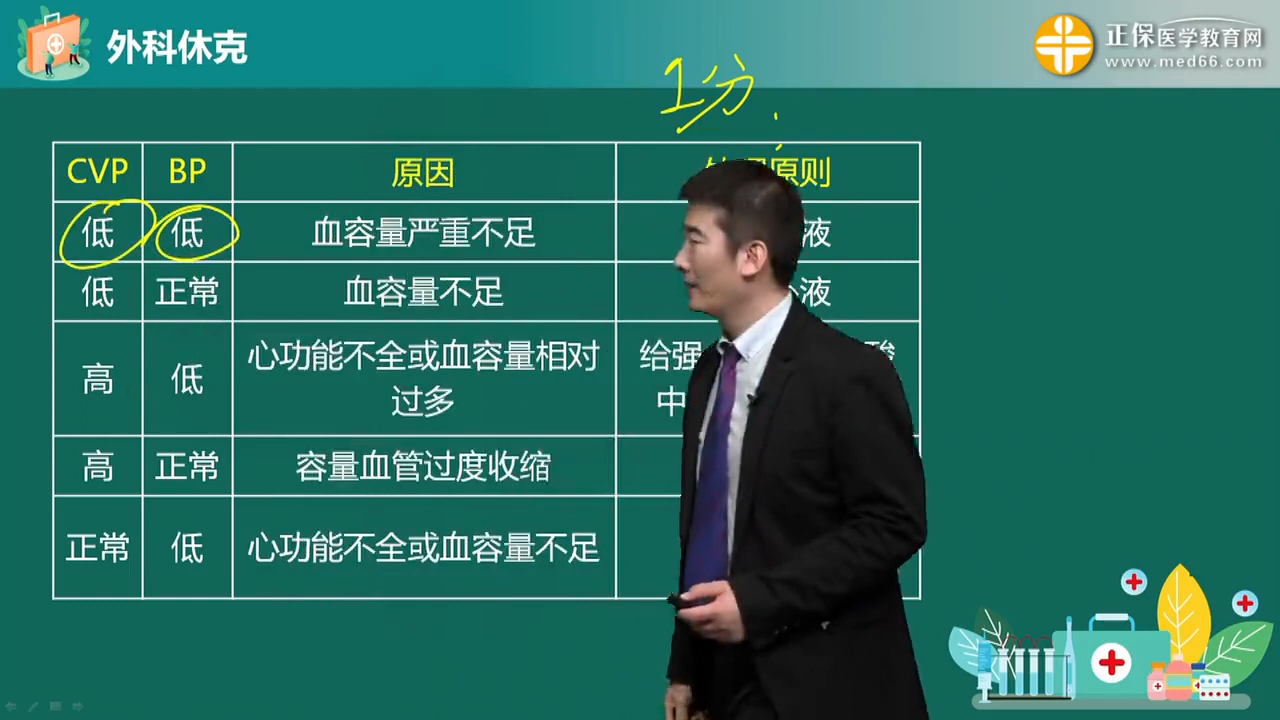 外科休克
正保医学教育网
www.med66.com
1分
CVP
BP
原因
原则
低
低
血容量严重不足
液
低
正常
血容量不足
液
高
低
心功能不全或血容量相对
过多
给强
中
高
正常
容量血管过度收缩
正常
低
心功能不全或血容量不足